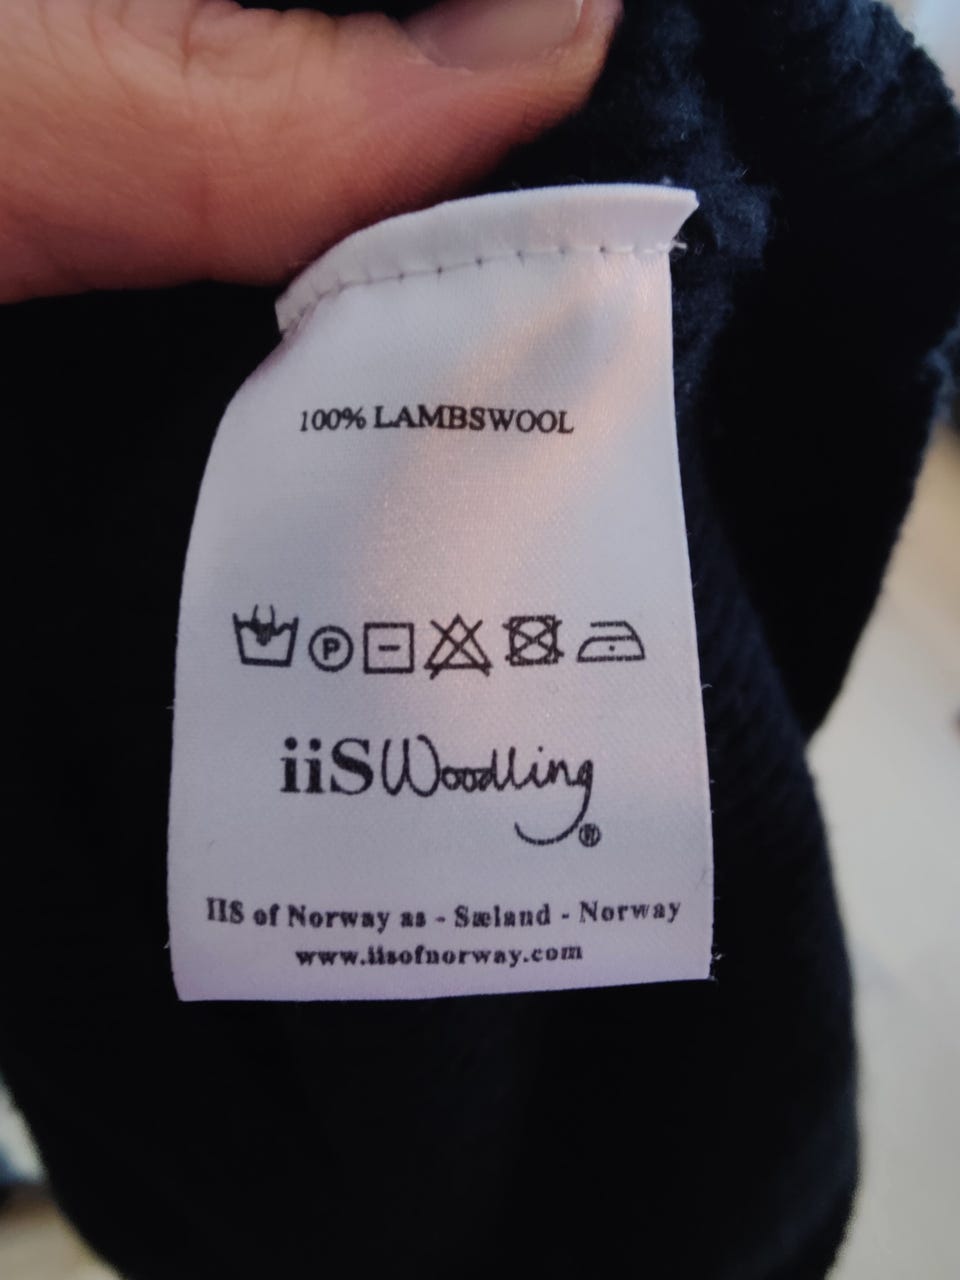 100% LAMBSWOOL
P
iiS Woodling ®
IIS of Norway as - Sæland - Norway
www.iisofnorway.com